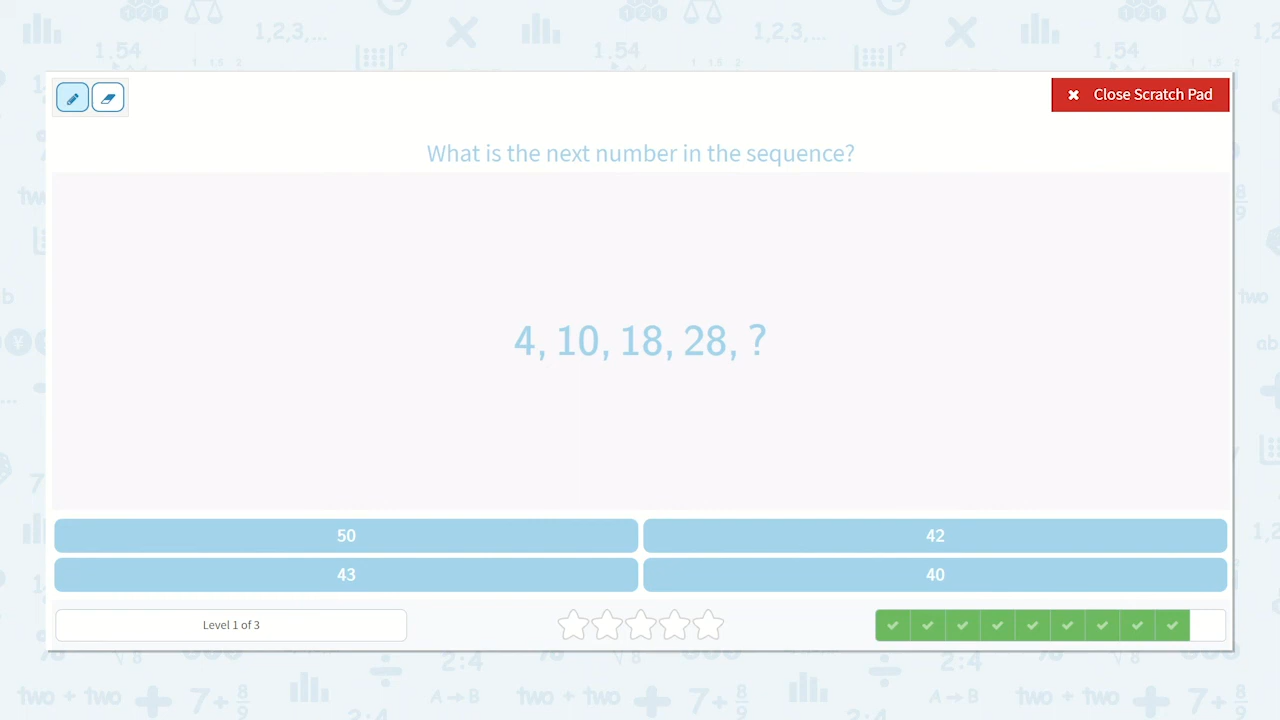 Close Scratch Pad
What is the next number in the sequence?
4, 10, 18, 28, ?
50
42
43
40
Level 1 of 3